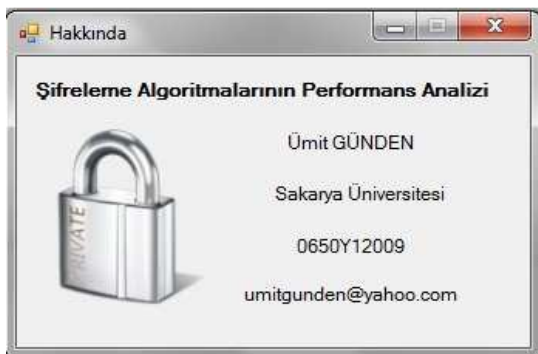 Hakkında
Şifreleme Algoritmalarının Performans Analizi
Ümit GÜNDEN
PRIVATE
Sakarya Üniversitesi
0650Y12009
umitgunden@yahoo.com